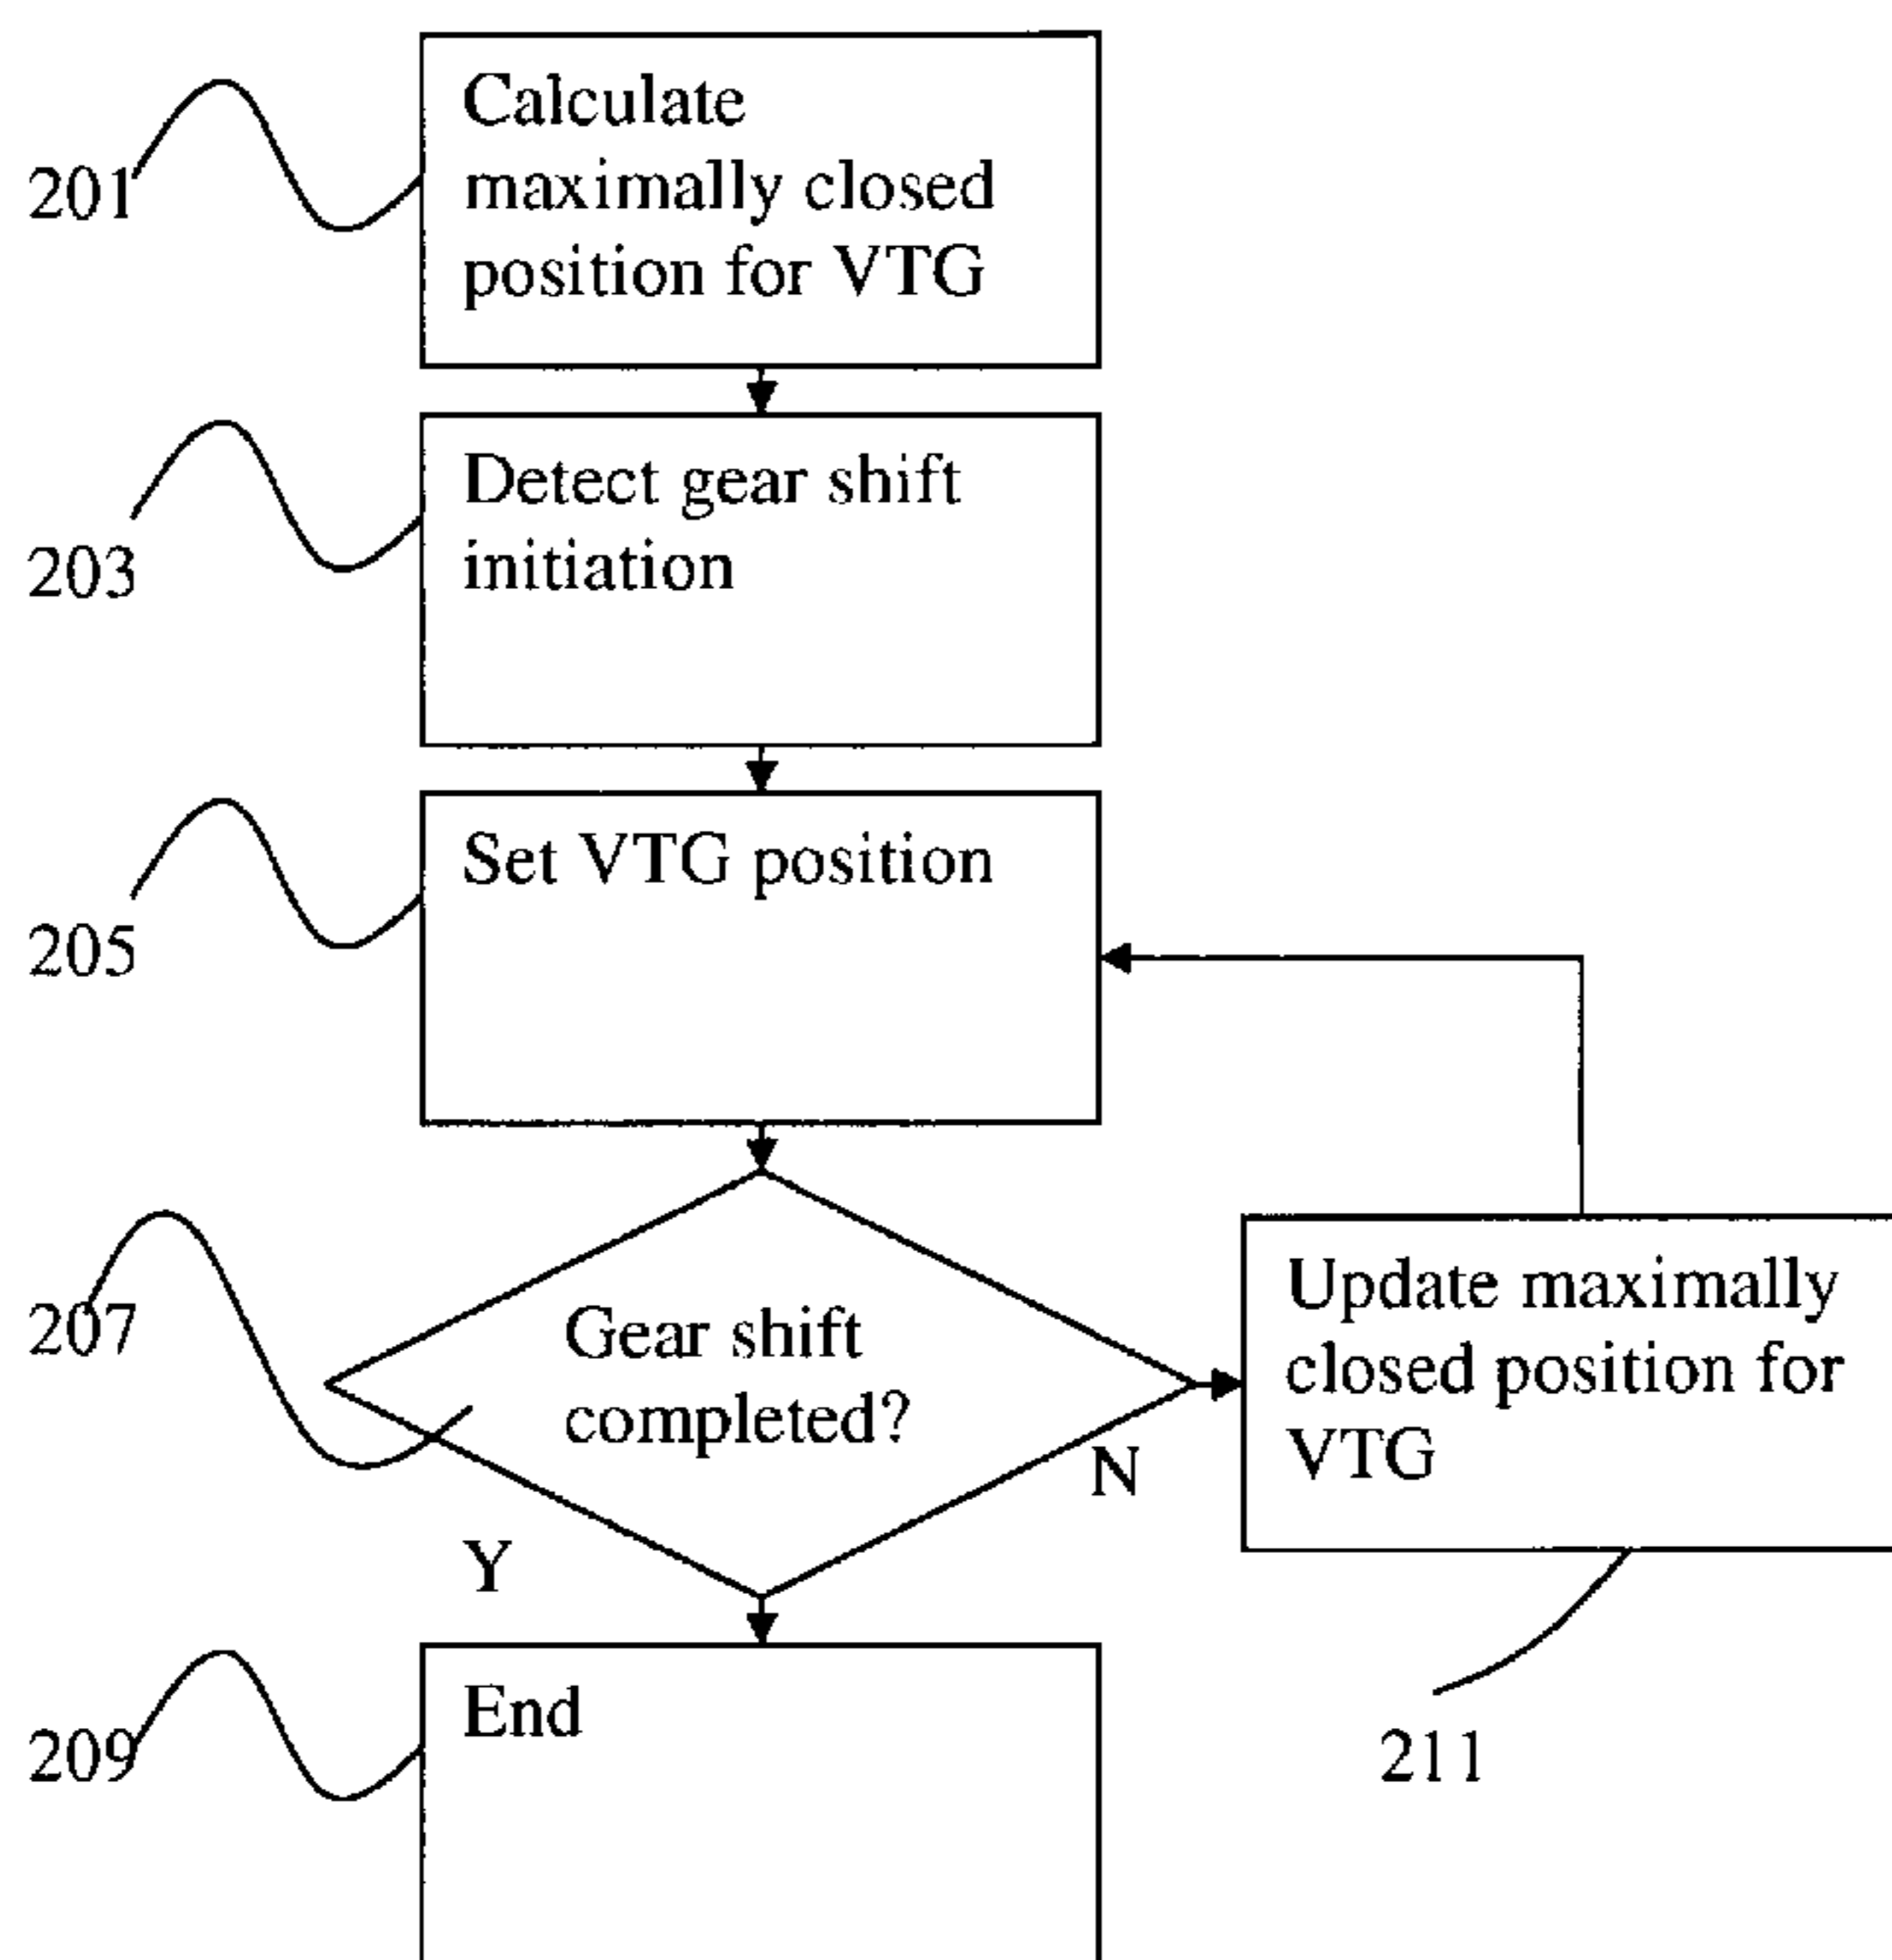 201
Calculate
maximally closed
position for VTG
203
Detect gear shift
initiation
205
Set VTG position
207
Gear shift
completed?
N
Y
Update maximally
closed position for
VTG
211
209
End